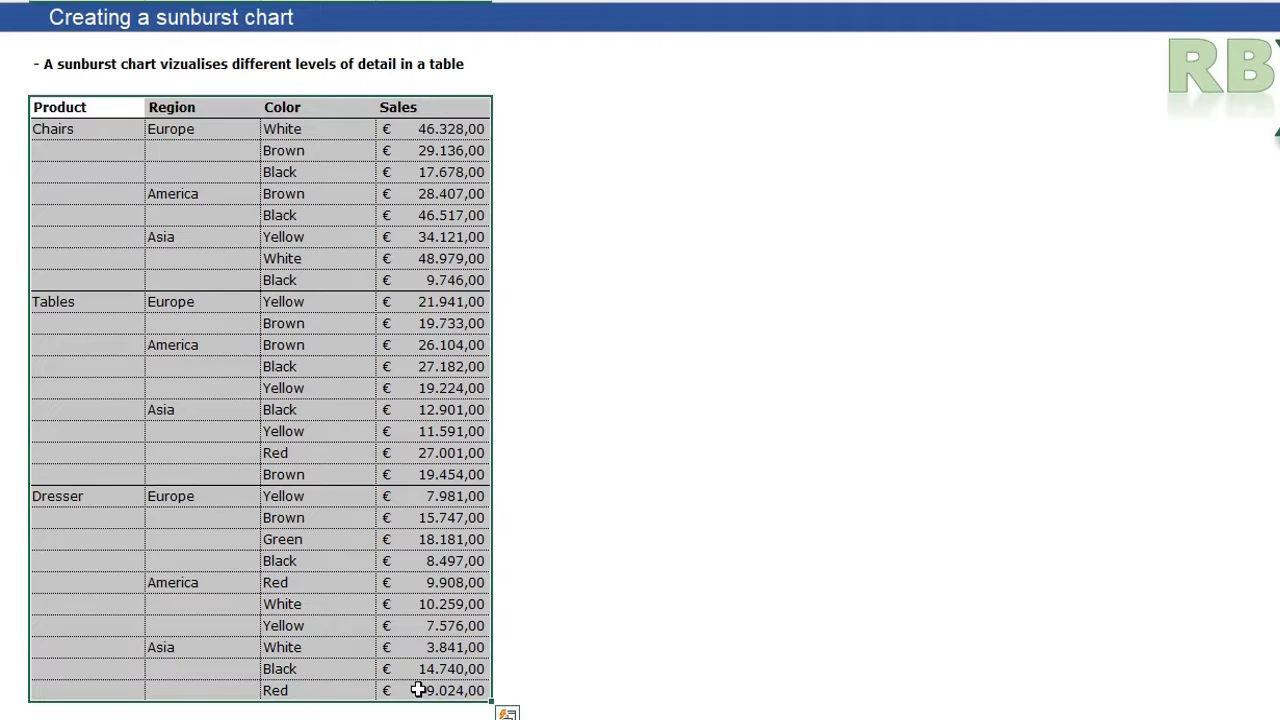 Creating a sunburst chart
RB
- A sunburst chart vizualises different levels of detail in a table
Product Region Color Sales
Chairs Europe White € 46.328,00
Brown € 29.136,00
Black € 17.678,00
America Brown € 28.407,00
Black € 46.517,00
Asia Yellow € 34.121,00
White € 48.979,00
Black € 9.746,00
Tables Europe Yellow € 21.941,00
Brown € 19.733,00
America Brown € 26.104,00
Black € 27.182,00
Yellow € 19.224,00
Asia Black € 12.901,00
Yellow € 11.591,00
Red € 27.001,00
Brown € 19.454,00
Dresser Europe Yellow € 7.981,00
Brown € 15.747,00
Green € 18.181,00
Black € 8.497,00
America Red € 9.908,00
White € 10.259,00
Yellow € 7.576,00
Asia White € 3.841,00
Black € 14.740,00
Red €